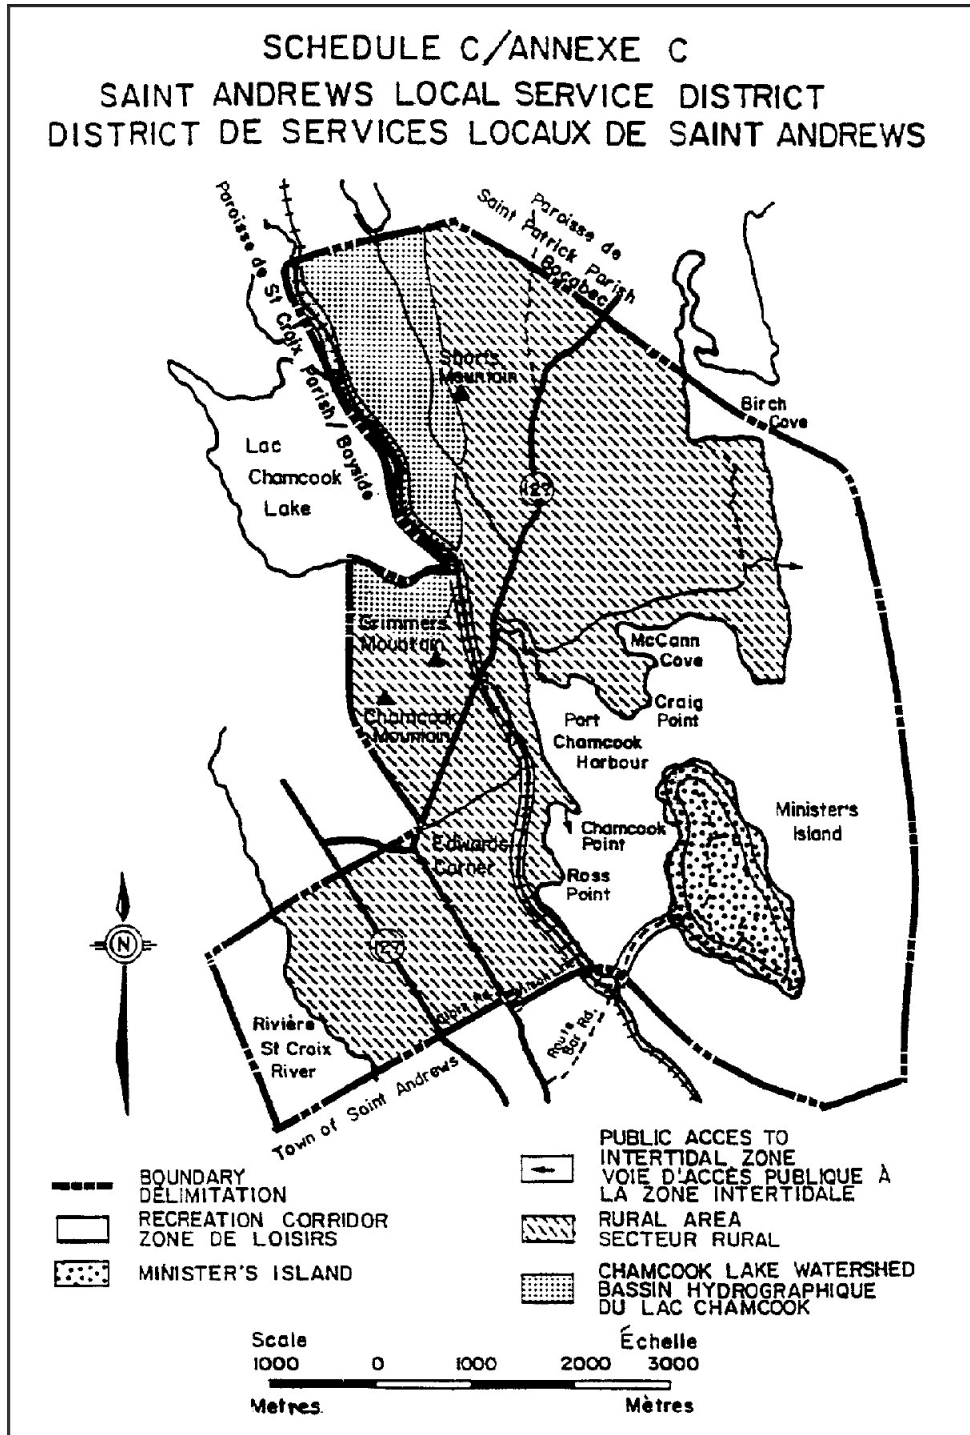 SCHEDULE C/ANNEXE C
SAINT ANDREWS LOCAL SERVICE DISTRICT
DISTRICT DE SERVICES LOCAUX DE SAINT ANDREWS
Paroisse de St Croix Parish/Bayside
Paroisse de
Saint Patrick Parish
Bocabec
Shorts
Mountain
Birch
Cove
Lac
Chamcook
Lake
127
Grimmers
Mountain
McCann
Cove
Craig
Point
Chamcook
Mountain
Port
Chamcook
Harbour
Minister's
Island
Chamcook
Point
Edwards
Corner
Ross
Point
N
127
Rivière
St Croix
River
Route
Bar Rd.
Town of Saint Andrews
BOUNDARY
DÉLIMITATION
RECREATION CORRIDOR
ZONE DE LOISIRS
MINISTER'S ISLAND
PUBLIC ACCES TO
INTERTIDAL ZONE
VOIE D'ACCÈS PUBLIQUE À
LA ZONE INTERTIDALE
RURAL AREA
SECTEUR RURAL
CHAMCOOK LAKE WATERSHED
BASSIN HYDROGRAPHIQUE
DU LAC CHAMCOOK
Scale Échelle
1000 0 1000 2000 3000
Metres Mètres